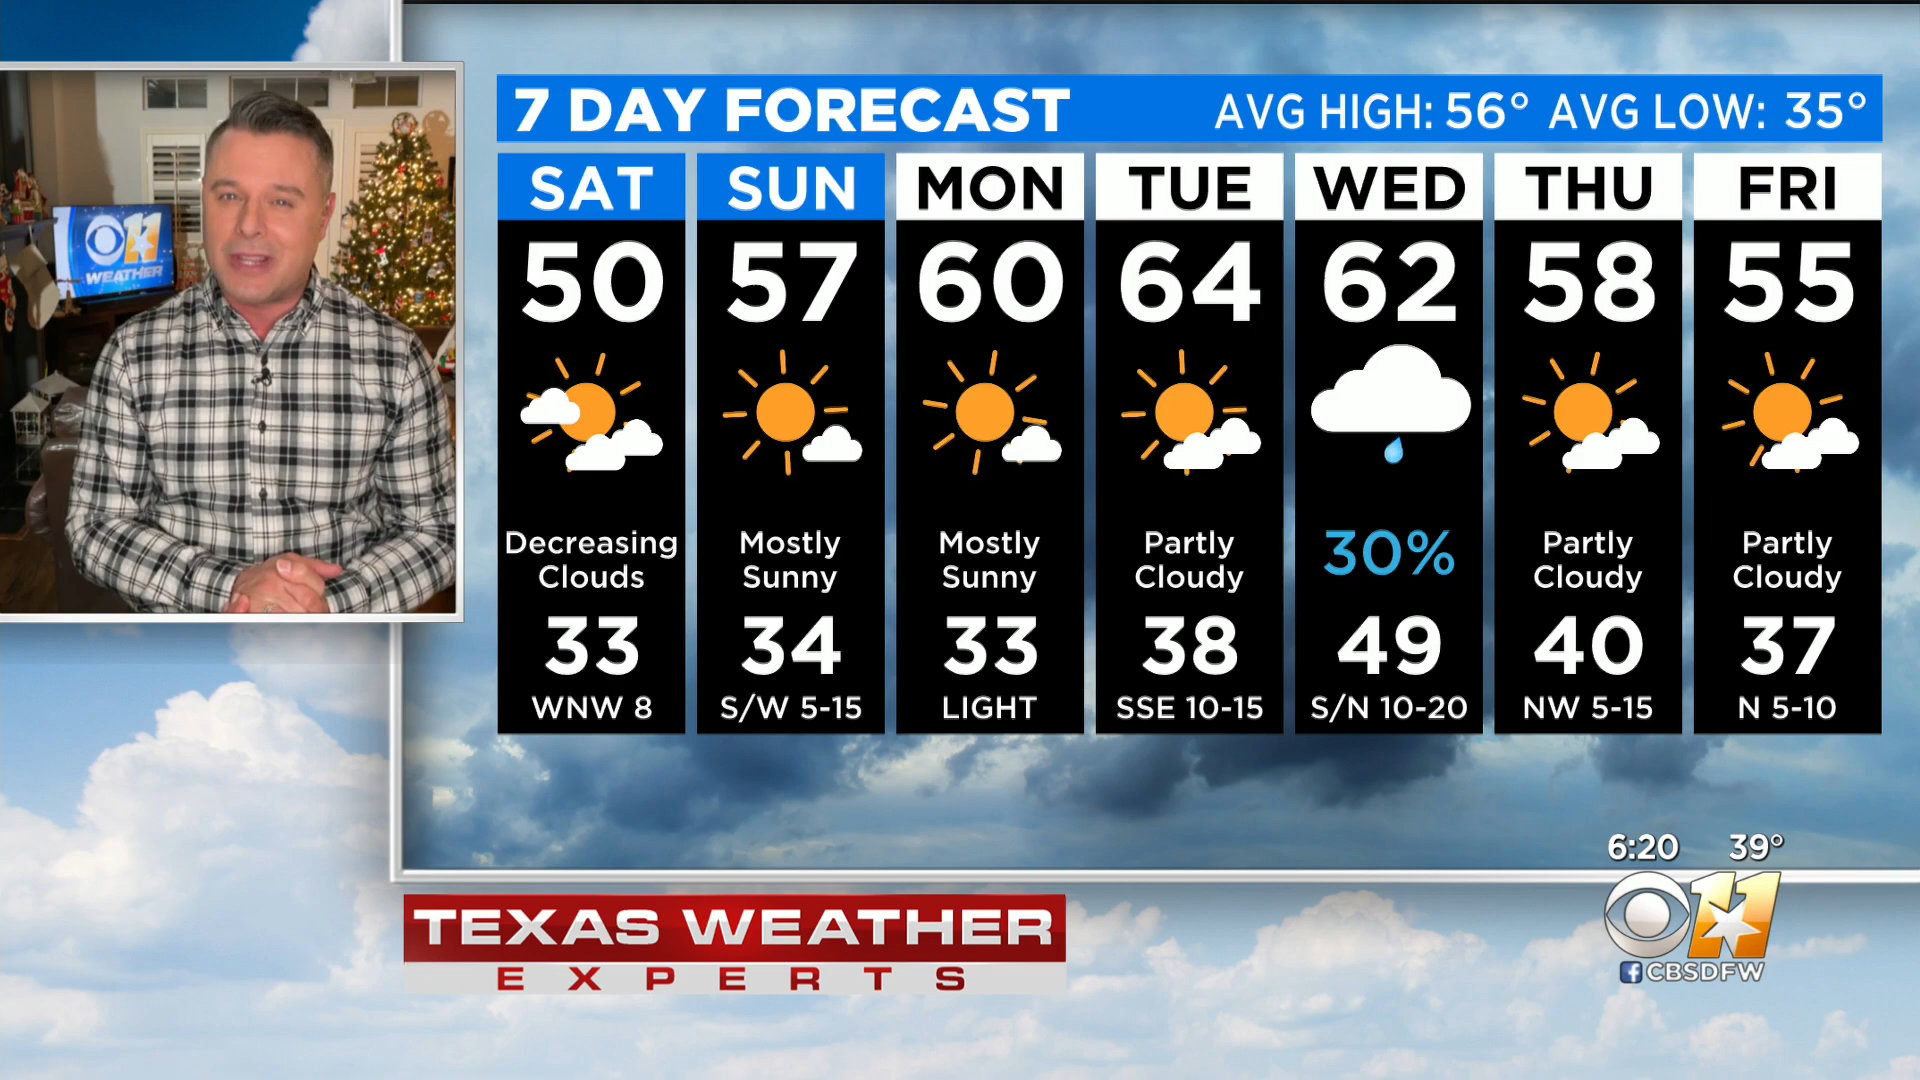 7 DAY FORECAST AVG HIGH: 56° AVG LOW: 35°
SAT SUN MON TUE WED THU FRI
50 57 60 64 62 58 55
Decreasing Clouds
Mostly Sunny
Mostly Sunny
Partly Cloudy
30%
Partly Cloudy
Partly Cloudy
33 34 33 38 49 40 37
WNW 8 S/W 5-15 LIGHT SSE 10-15 S/N 10-20 NW 5-15 N 5-10
11
WEATHER
6:20 39°
11
CBSDFW
TEXAS WEATHER
EXPERTS